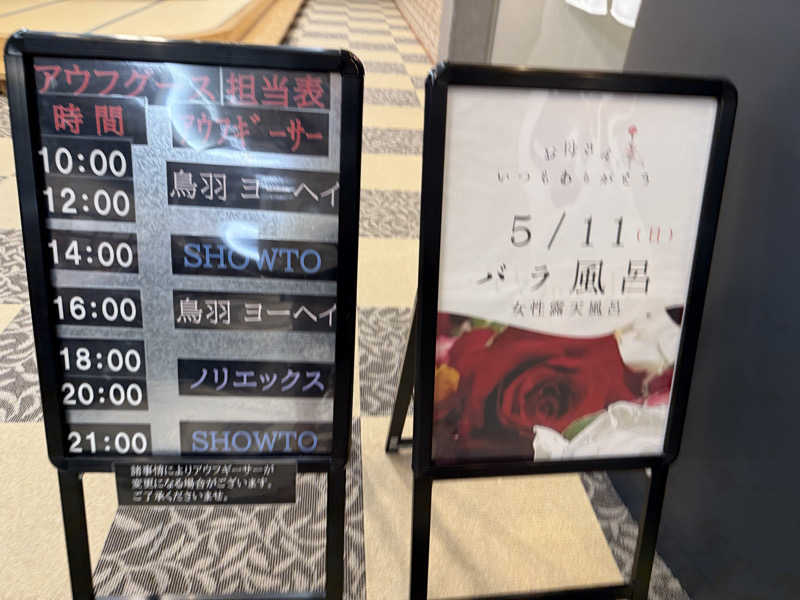 アウフグース 担当表
時間 アウフギーサー
10:00
鳥羽 ヨーヘイ
12:00
14:00 SHOWTO
16:00 鳥羽 ヨーヘイ
18:00
ノリエックス
20:00
21:00 SHOWTO
諸事情によりアウフギーサーが
変更になる場合がございます。
ご了承くださいませ。
お母さん
いつもありがとう
5/11(日)
バラ風呂
女性露天風呂